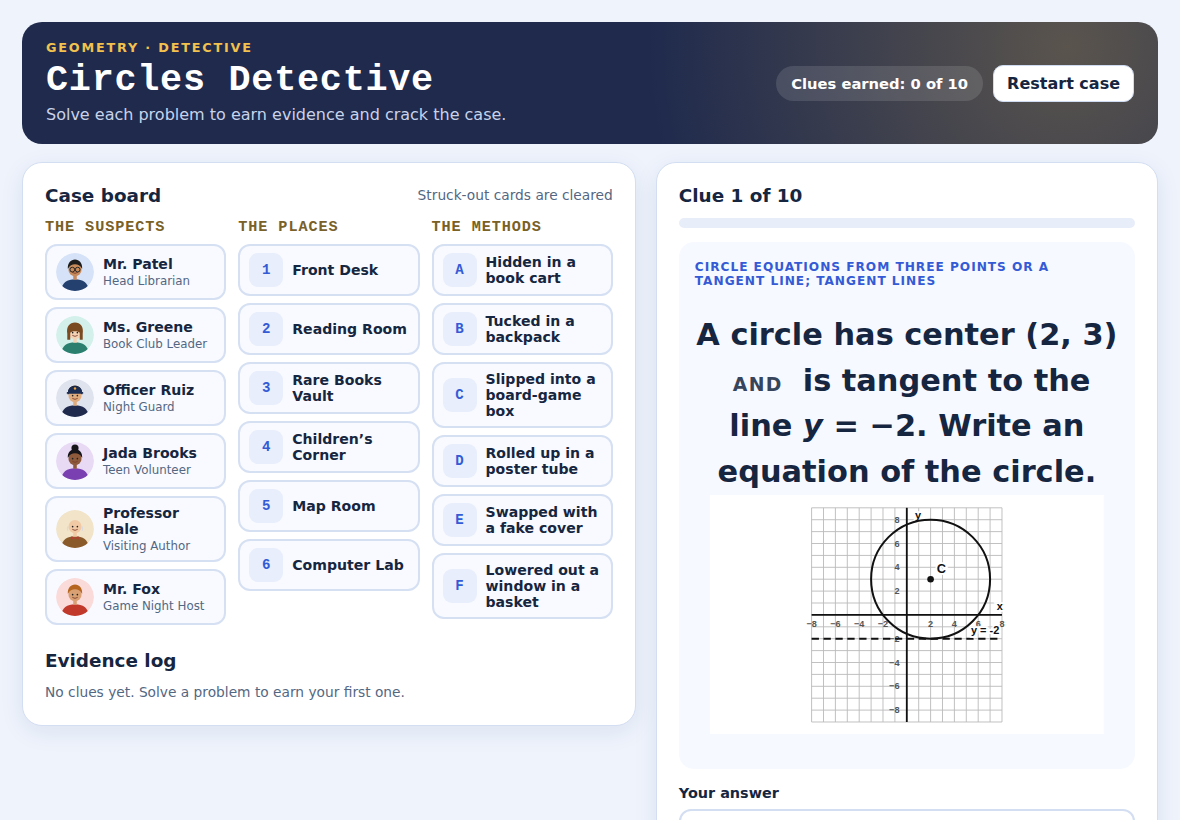 GEOMETRY · DETECTIVE
Circles Detective
Solve each problem to earn evidence and crack the case.
Clues earned: 0 of 10
Restart case
Case board
Struck-out cards are cleared
THE SUSPECTS
Mr. Patel
Head Librarian
Ms. Greene
Book Club Leader
Officer Ruiz
Night Guard
Jada Brooks
Teen Volunteer
Professor
Hale
Visiting Author
Mr. Fox
Game Night Host
THE PLACES
1 Front Desk
2 Reading Room
3 Rare Books
Vault
4 Children’s
Corner
5 Map Room
6 Computer Lab
THE METHODS
A Hidden in a
book cart
B Tucked in a
backpack
C Slipped into a
board-game
box
D Rolled up in a
poster tube
E Swapped with
a fake cover
F Lowered out a
window in a
basket
Evidence log
No clues yet. Solve a problem to earn your first one.
Clue 1 of 10
CIRCLE EQUATIONS FROM THREE POINTS OR A
TANGENT LINE; TANGENT LINES
A circle has center (2, 3)
AND is tangent to the
line y = −2. Write an
equation of the circle.
y
8
6
4
C
2
x
−8 −6 −4 −2 2 4 6 8
y = -2
−2
−4
−6
−8
Your answer